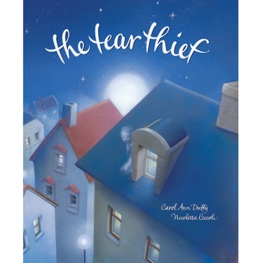 the tear thief
Carol Ann Duffy
Nicoletta Ceccoli